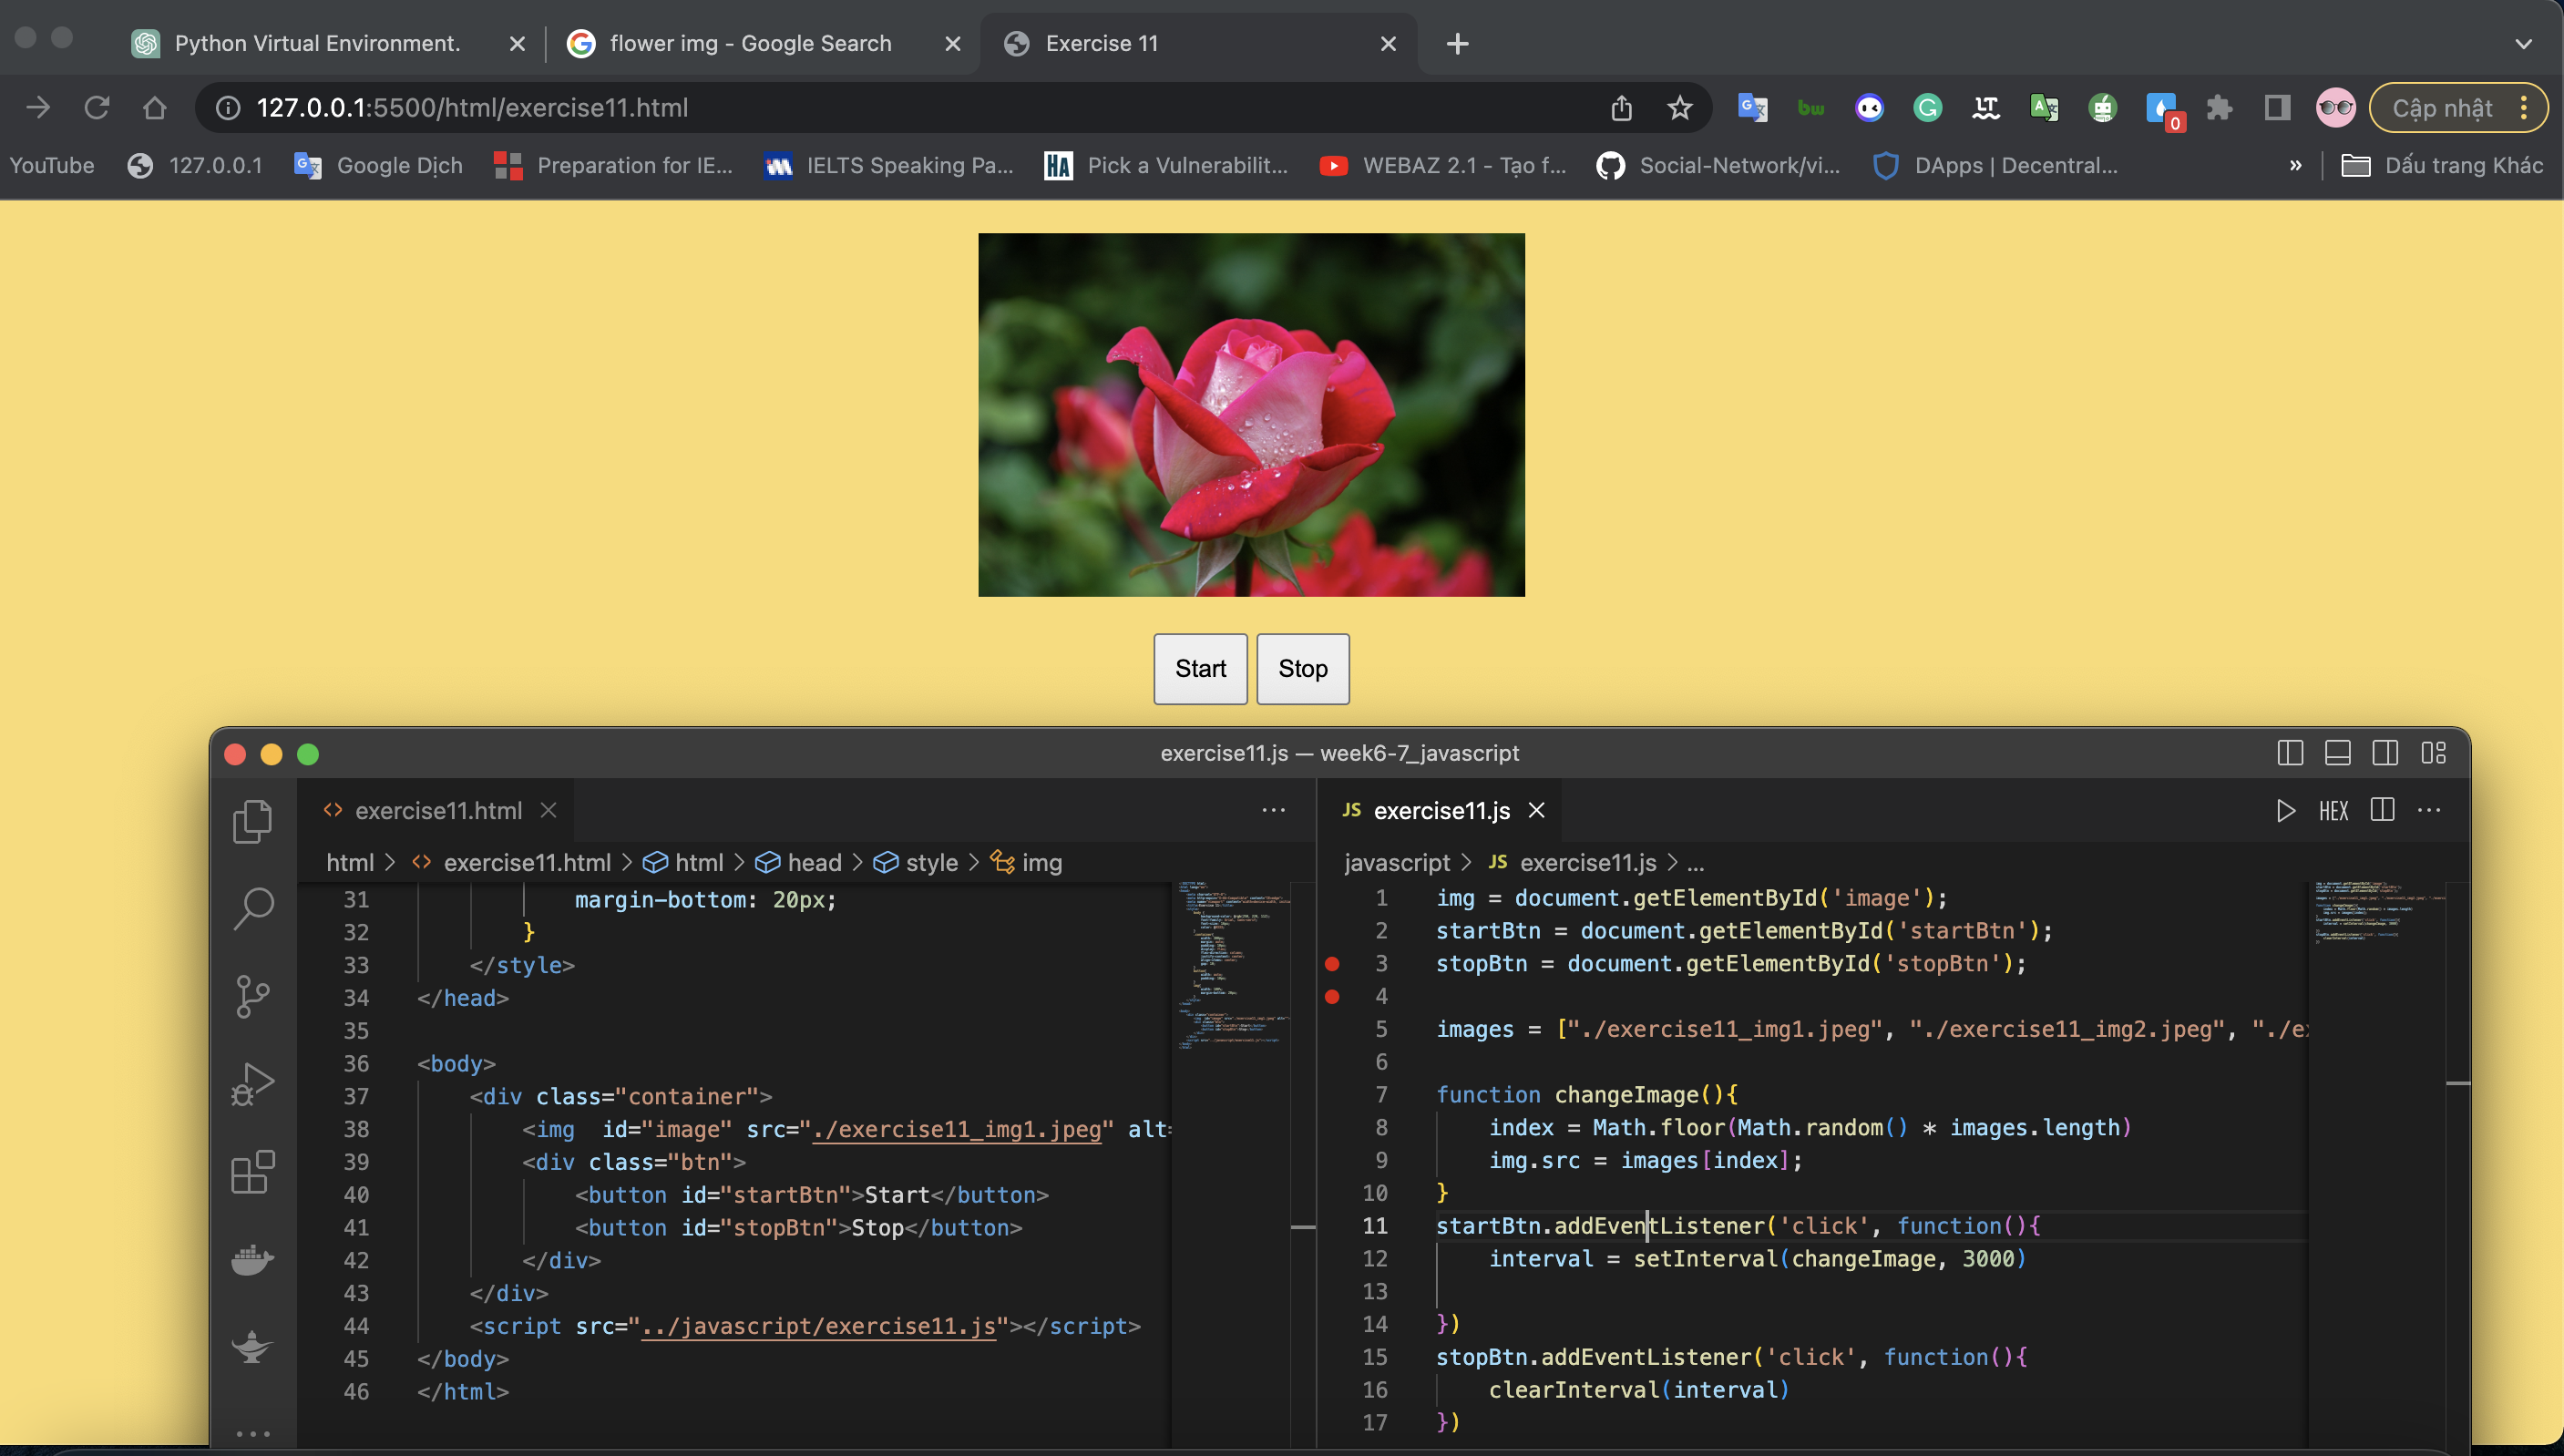 Python Virtual Environment.
flower img - Google Search
Exercise 11
127.0.0.1:5500/html/exercise11.html
bw
0
Cập nhật
YouTube
127.0.0.1
Google Dịch
Preparation for IE...
IELTS Speaking Pa...
HA
Pick a Vulnerabilit...
WEBAZ 2.1 - Tạo f...
Social-Network/vi...
DApps | Decentral...
»
Dấu trang Khác
Start
Stop
exercise11.js — week6-7_javascript
<> exercise11.html
...
html > <> exercise11.html > html > head > style > img
31 margin-bottom: 20px;
32 }
33 </style>
34 </head>
35
36 <body>
37 <div class="container">
38 <img  id="image" src="./exercise11_img1.jpeg" alt=
39 <div class="btn">
40 <button id="startBtn">Start</button>
41 <button id="stopBtn">Stop</button>
42 </div>
43 </div>
44 <script src="../javascript/exercise11.js"></script>
45 </body>
46 </html>
JS exercise11.js
HEX
...
javascript > JS exercise11.js > ...
1 img = document.getElementById('image');
2 startBtn = document.getElementById('startBtn');
3 stopBtn = document.getElementById('stopBtn');
4
5 images = ["./exercise11_img1.jpeg", "./exercise11_img2.jpeg", "./e
6
7 function changeImage(){
8 index = Math.floor(Math.random() * images.length)
9 img.src = images[index];
10 }
11 startBtn.addEventListener('click', function(){
12 interval = setInterval(changeImage, 3000)
13
14 })
15 stopBtn.addEventListener('click', function(){
16 clearInterval(interval)
17 })